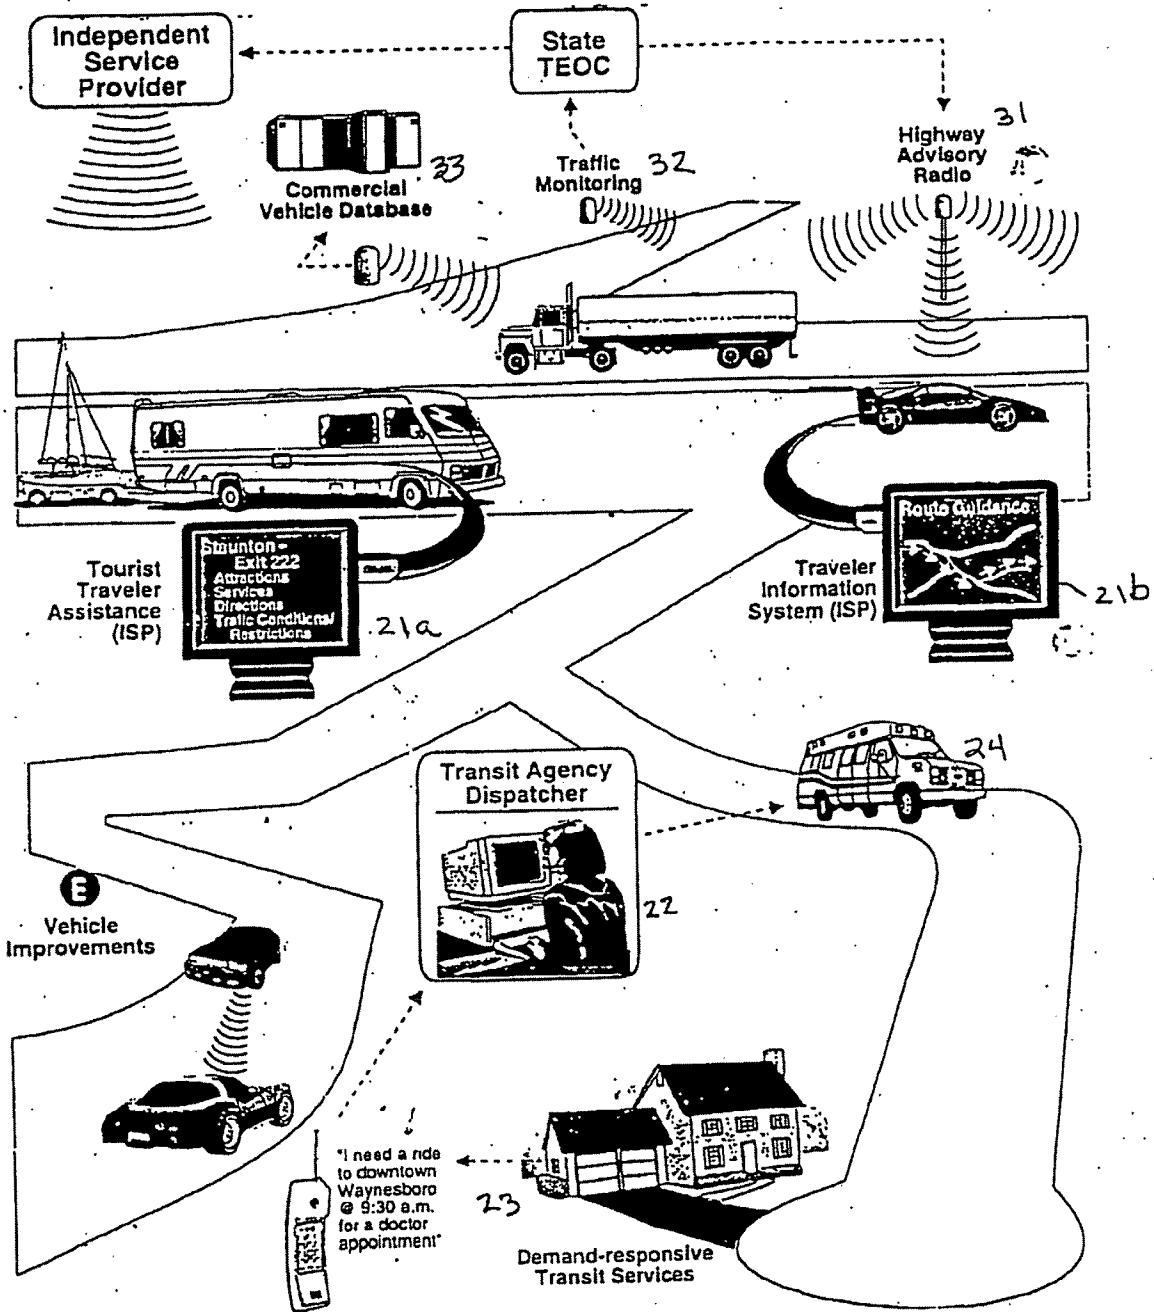 Independent
Service
Provider
State
TEOC
31
Highway
Advisory
Radio
33
Commercial
Vehicle Database
Traffic
Monitoring
32
Staunton -
Exit 222
Attractions
Services
Directions
Traffic Conditions/
Restrictions
Tourist
Traveler
Assistance
(ISP)
21a
Route Guidance
Traveler
Information
System (ISP)
21b
24
Transit Agency
Dispatcher
22
E
Vehicle
Improvements
"I need a ride
to downtown
Waynesboro
@ 9:30 a.m.
for a doctor
appointment"
23
Demand-responsive
Transit Services